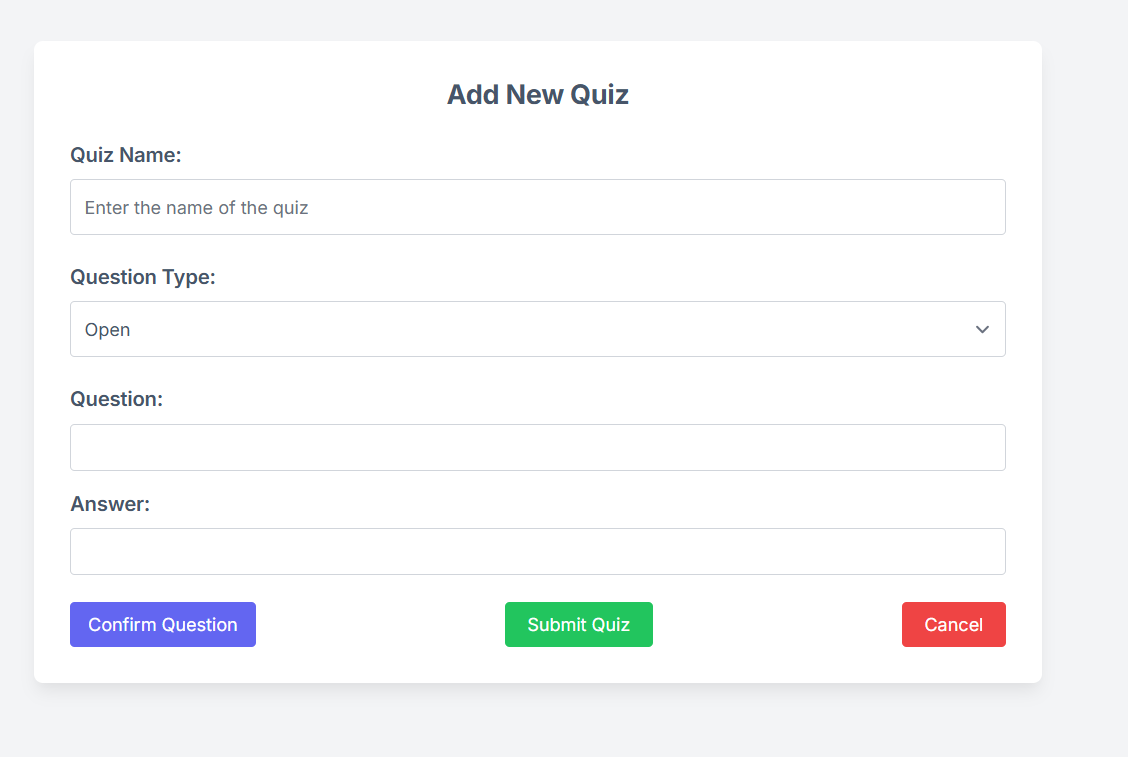 Add New Quiz
Quiz Name:
Enter the name of the quiz
Question Type:
Open
Question:
Answer:
Confirm Question
Submit Quiz
Cancel